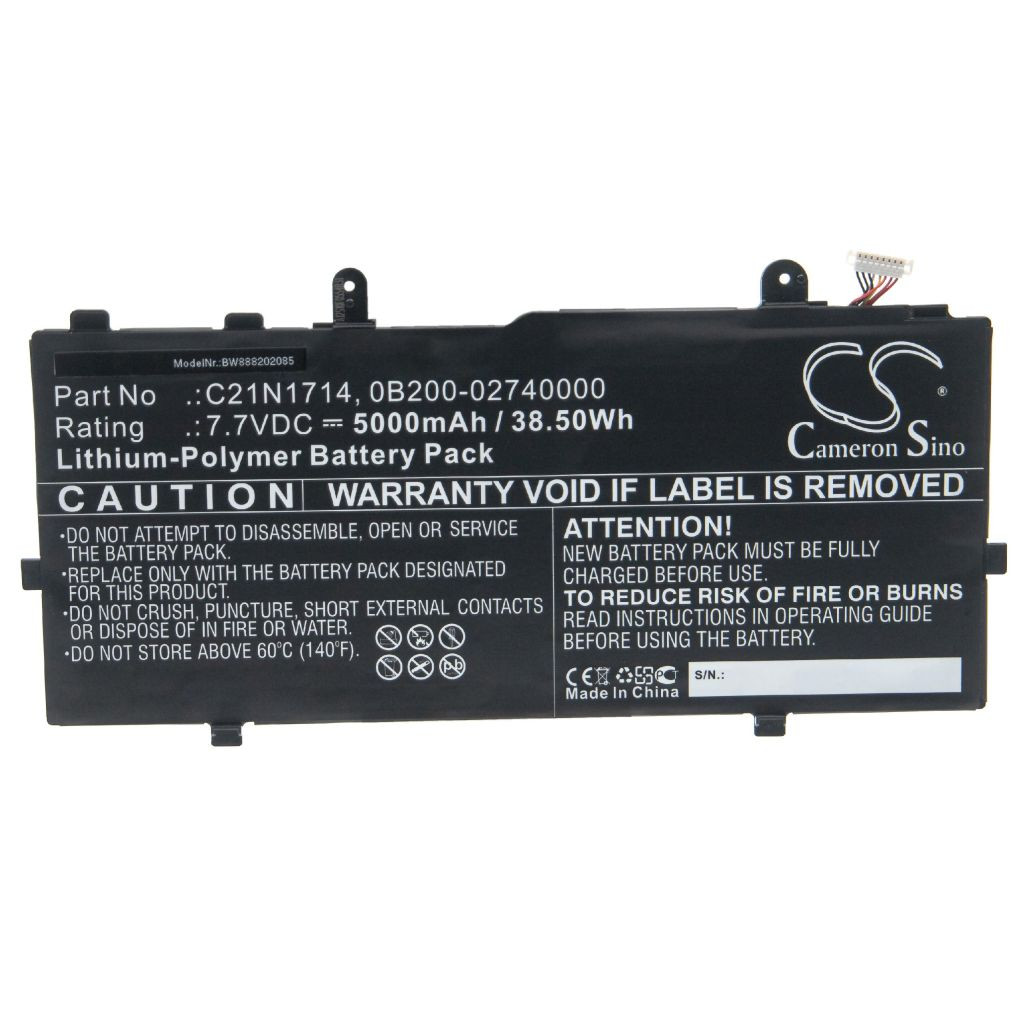 ModelNr.:BW888202085
Part No .: C21N1714, 0B200-02740000
Rating .: 7.7VDC ⎓ 5000mAh / 38.50Wh
Lithium-Polymer Battery Pack
CS
®
Cameron Sino
CAUTION
WARRANTY VOID IF LABEL IS REMOVED
•DO NOT ATTEMPT TO DISASSEMBLE, OPEN OR SERVICE
THE BATTERY PACK.
•REPLACE ONLY WITH THE BATTERY PACK DESIGNATED
FOR THIS PRODUCT.
•DO NOT CRUSH, PUNCTURE, SHORT EXTERNAL CONTACTS
OR DISPOSE OF IN FIRE OR WATER.
•DO NOT STORE ABOVE 60°C (140°F).
Pb
ATTENTION!
NEW BATTERY PACK MUST BE FULLY
CHARGED BEFORE USE.
TO REDUCE RISK OF FIRE OR BURNS
READ INSTRUCTIONS IN OPERATING GUIDE
BEFORE USING THE BATTERY.
CE
Made In China
S/N.: